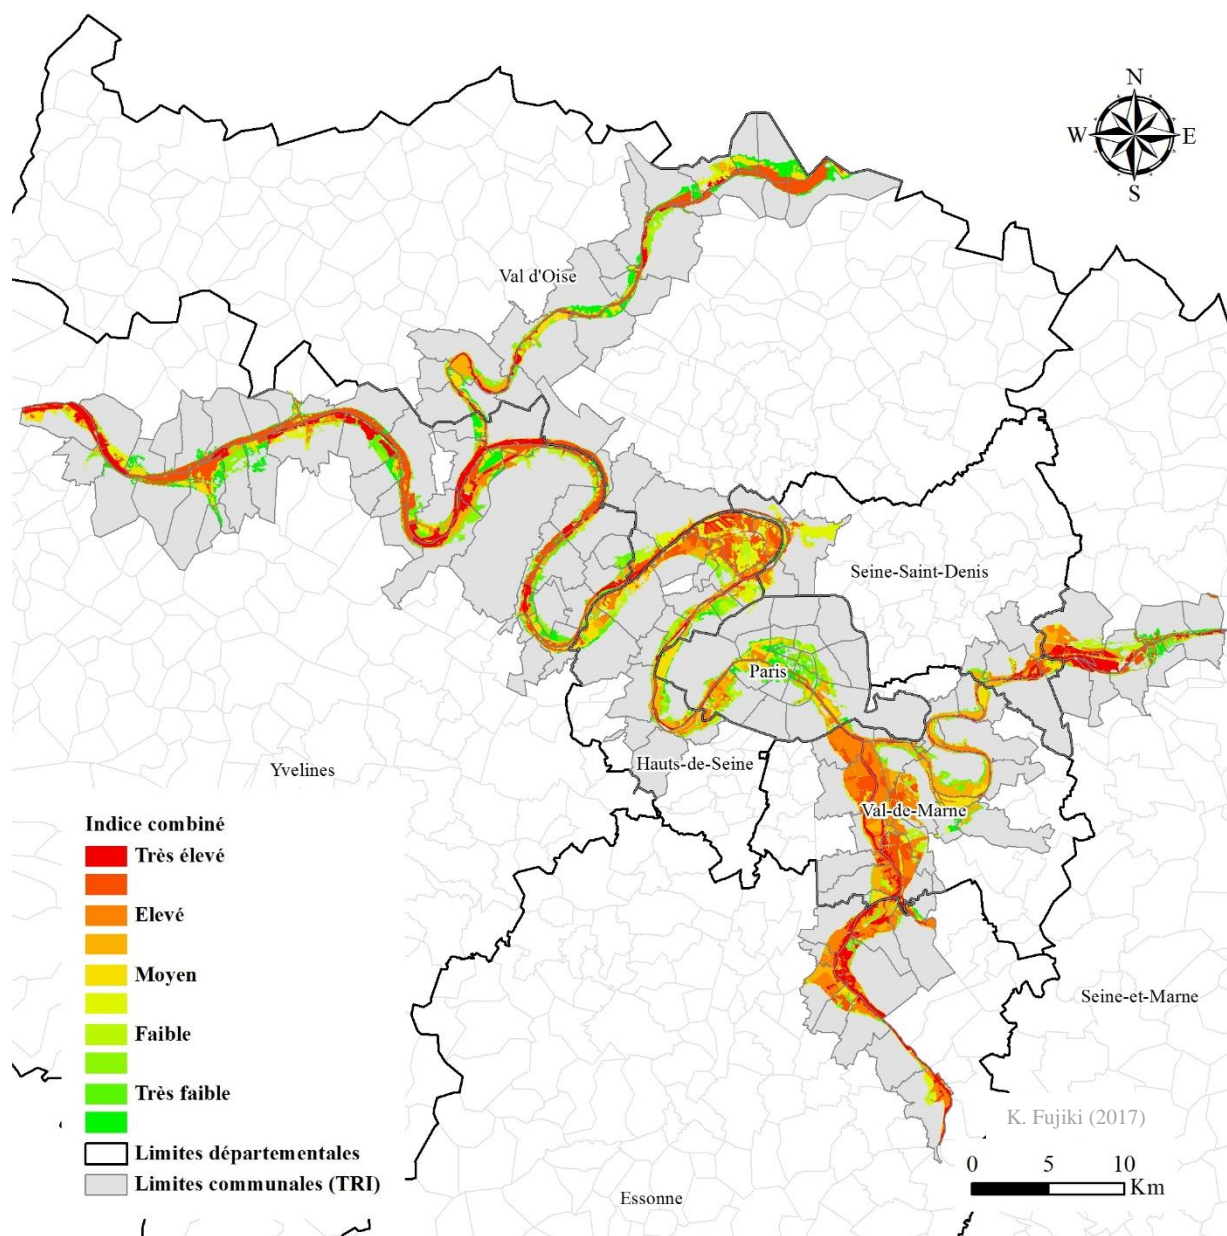 N
W E
S
Val d'Oise
Seine-Saint-Denis
Paris
Hauts-de-Seine
Yvelines
Val-de-Marne
Indice combiné
Très élevé
Elevé
Moyen
Faible
Très faible
Limites départementales
Limites communales (TRI)
Seine-et-Marne
K. Fujiki (2017)
0 5 10
Km
Essonne